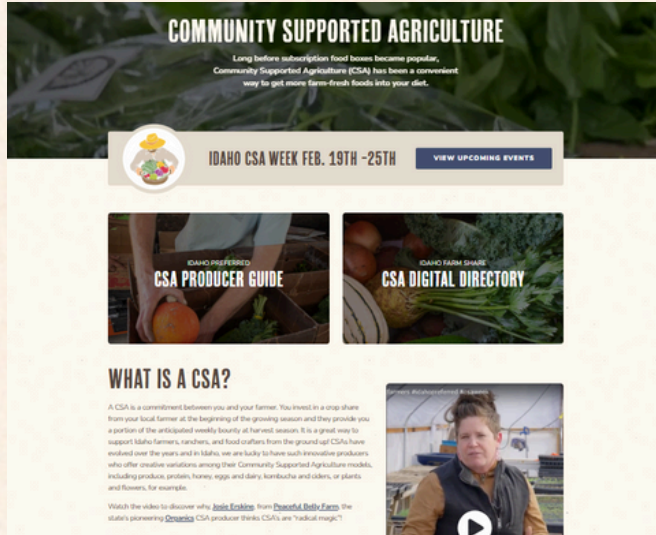 COMMUNITY SUPPORTED AGRICULTURE
Long before subscription food boxes became popular,
Community Supported Agriculture (CSA) has been a convenient
way to get more farm-fresh foods into your diet.
IDAHO CSA WEEK FEB. 19TH -25TH
VIEW UPCOMING EVENTS
IDAHO PREFERRED
CSA PRODUCER GUIDE
IDAHO FARM SHARE
CSA DIGITAL DIRECTORY
WHAT IS A CSA?
A CSA is a commitment between you and your farmer. You invest in a crop share
from your local farmer at the beginning of the growing season and they provide you
a portion of the anticipated weekly bounty at harvest season. It is a great way to
support Idaho farmers, ranchers, and food crafters from the ground up! CSAs have
evolved over the years and in Idaho, we are lucky to have such innovative producers
who offer creative variations among their Community Supported Agriculture models,
including produce, protein, honey, eggs and dairy, kombucha and ciders, or plants
and flowers, for example.
Watch the video to discover why, Josie Erskine, from Peaceful Belly Farm, the
state's pioneering Organics CSA producer thinks CSA's are "radical magic"!
farmers #idahopreferred